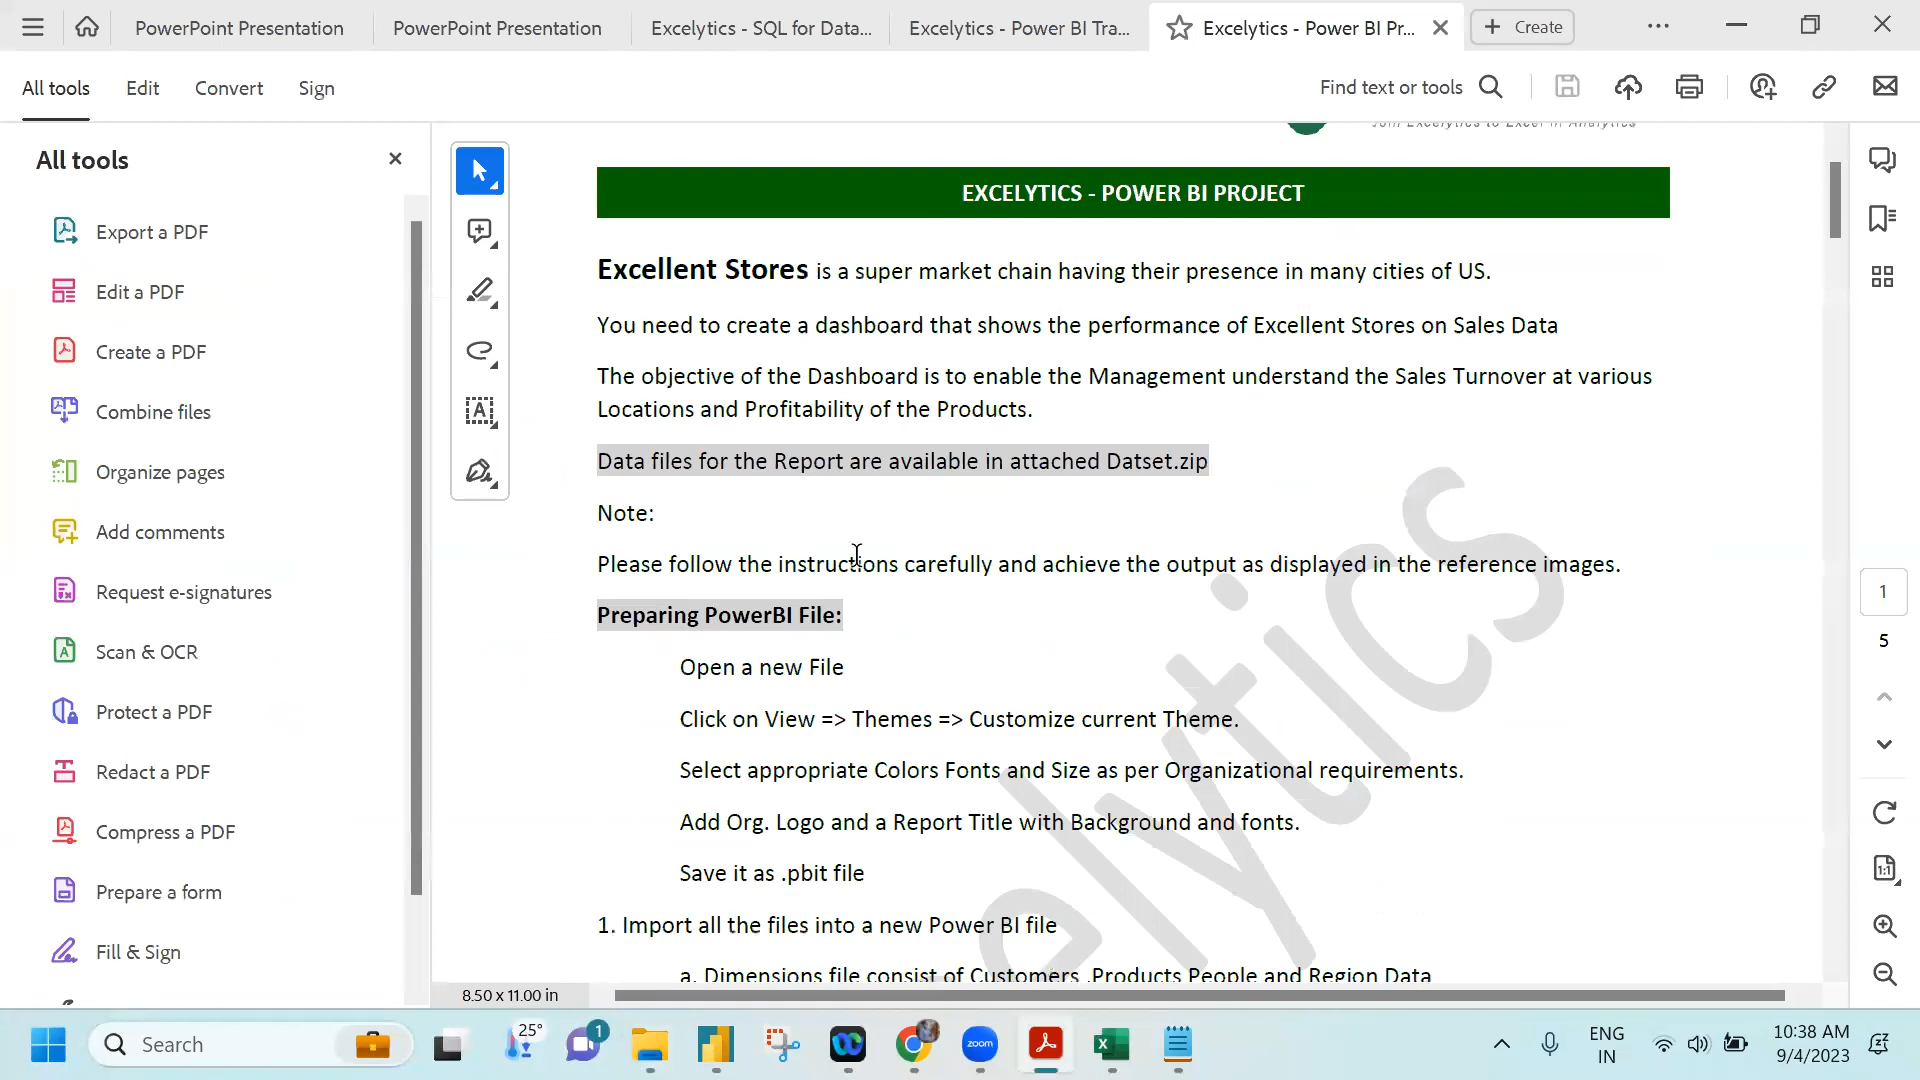 PowerPoint Presentation
PowerPoint Presentation
Excelytics - SQL for Data...
Excelytics - Power BI Tra...
Excelytics - Power BI Pr...
Create
All tools
Edit
Convert
Sign
Find text or tools
All tools
Export a PDF
Edit a PDF
Create a PDF
Combine files
Organize pages
Add comments
Request e-signatures
Scan & OCR
Protect a PDF
Redact a PDF
Compress a PDF
Prepare a form
Fill & Sign
Join Excelytics to Excel in Analytics
EXCELYTICS - POWER BI PROJECT
Excellent Stores is a super market chain having their presence in many cities of US.
You need to create a dashboard that shows the performance of Excellent Stores on Sales Data
The objective of the Dashboard is to enable the Management understand the Sales Turnover at various
Locations and Profitability of the Products.
Data files for the Report are available in attached Datset.zip
Note:
Please follow the instructions carefully and achieve the output as displayed in the reference images.
Preparing PowerBI File:
Open a new File
Click on View => Themes => Customize current Theme.
Select appropriate Colors Fonts and Size as per Organizational requirements.
Add Org. Logo and a Report Title with Background and fonts.
Save it as .pbit file
1. Import all the files into a new Power BI file
a. Dimensions file consist of Customers ,Products People and Region Data
elytics
8.50 x 11.00 in
1
5
1:1
Search
25°
1
zoom
ENG
IN
10:38 AM
9/4/2023